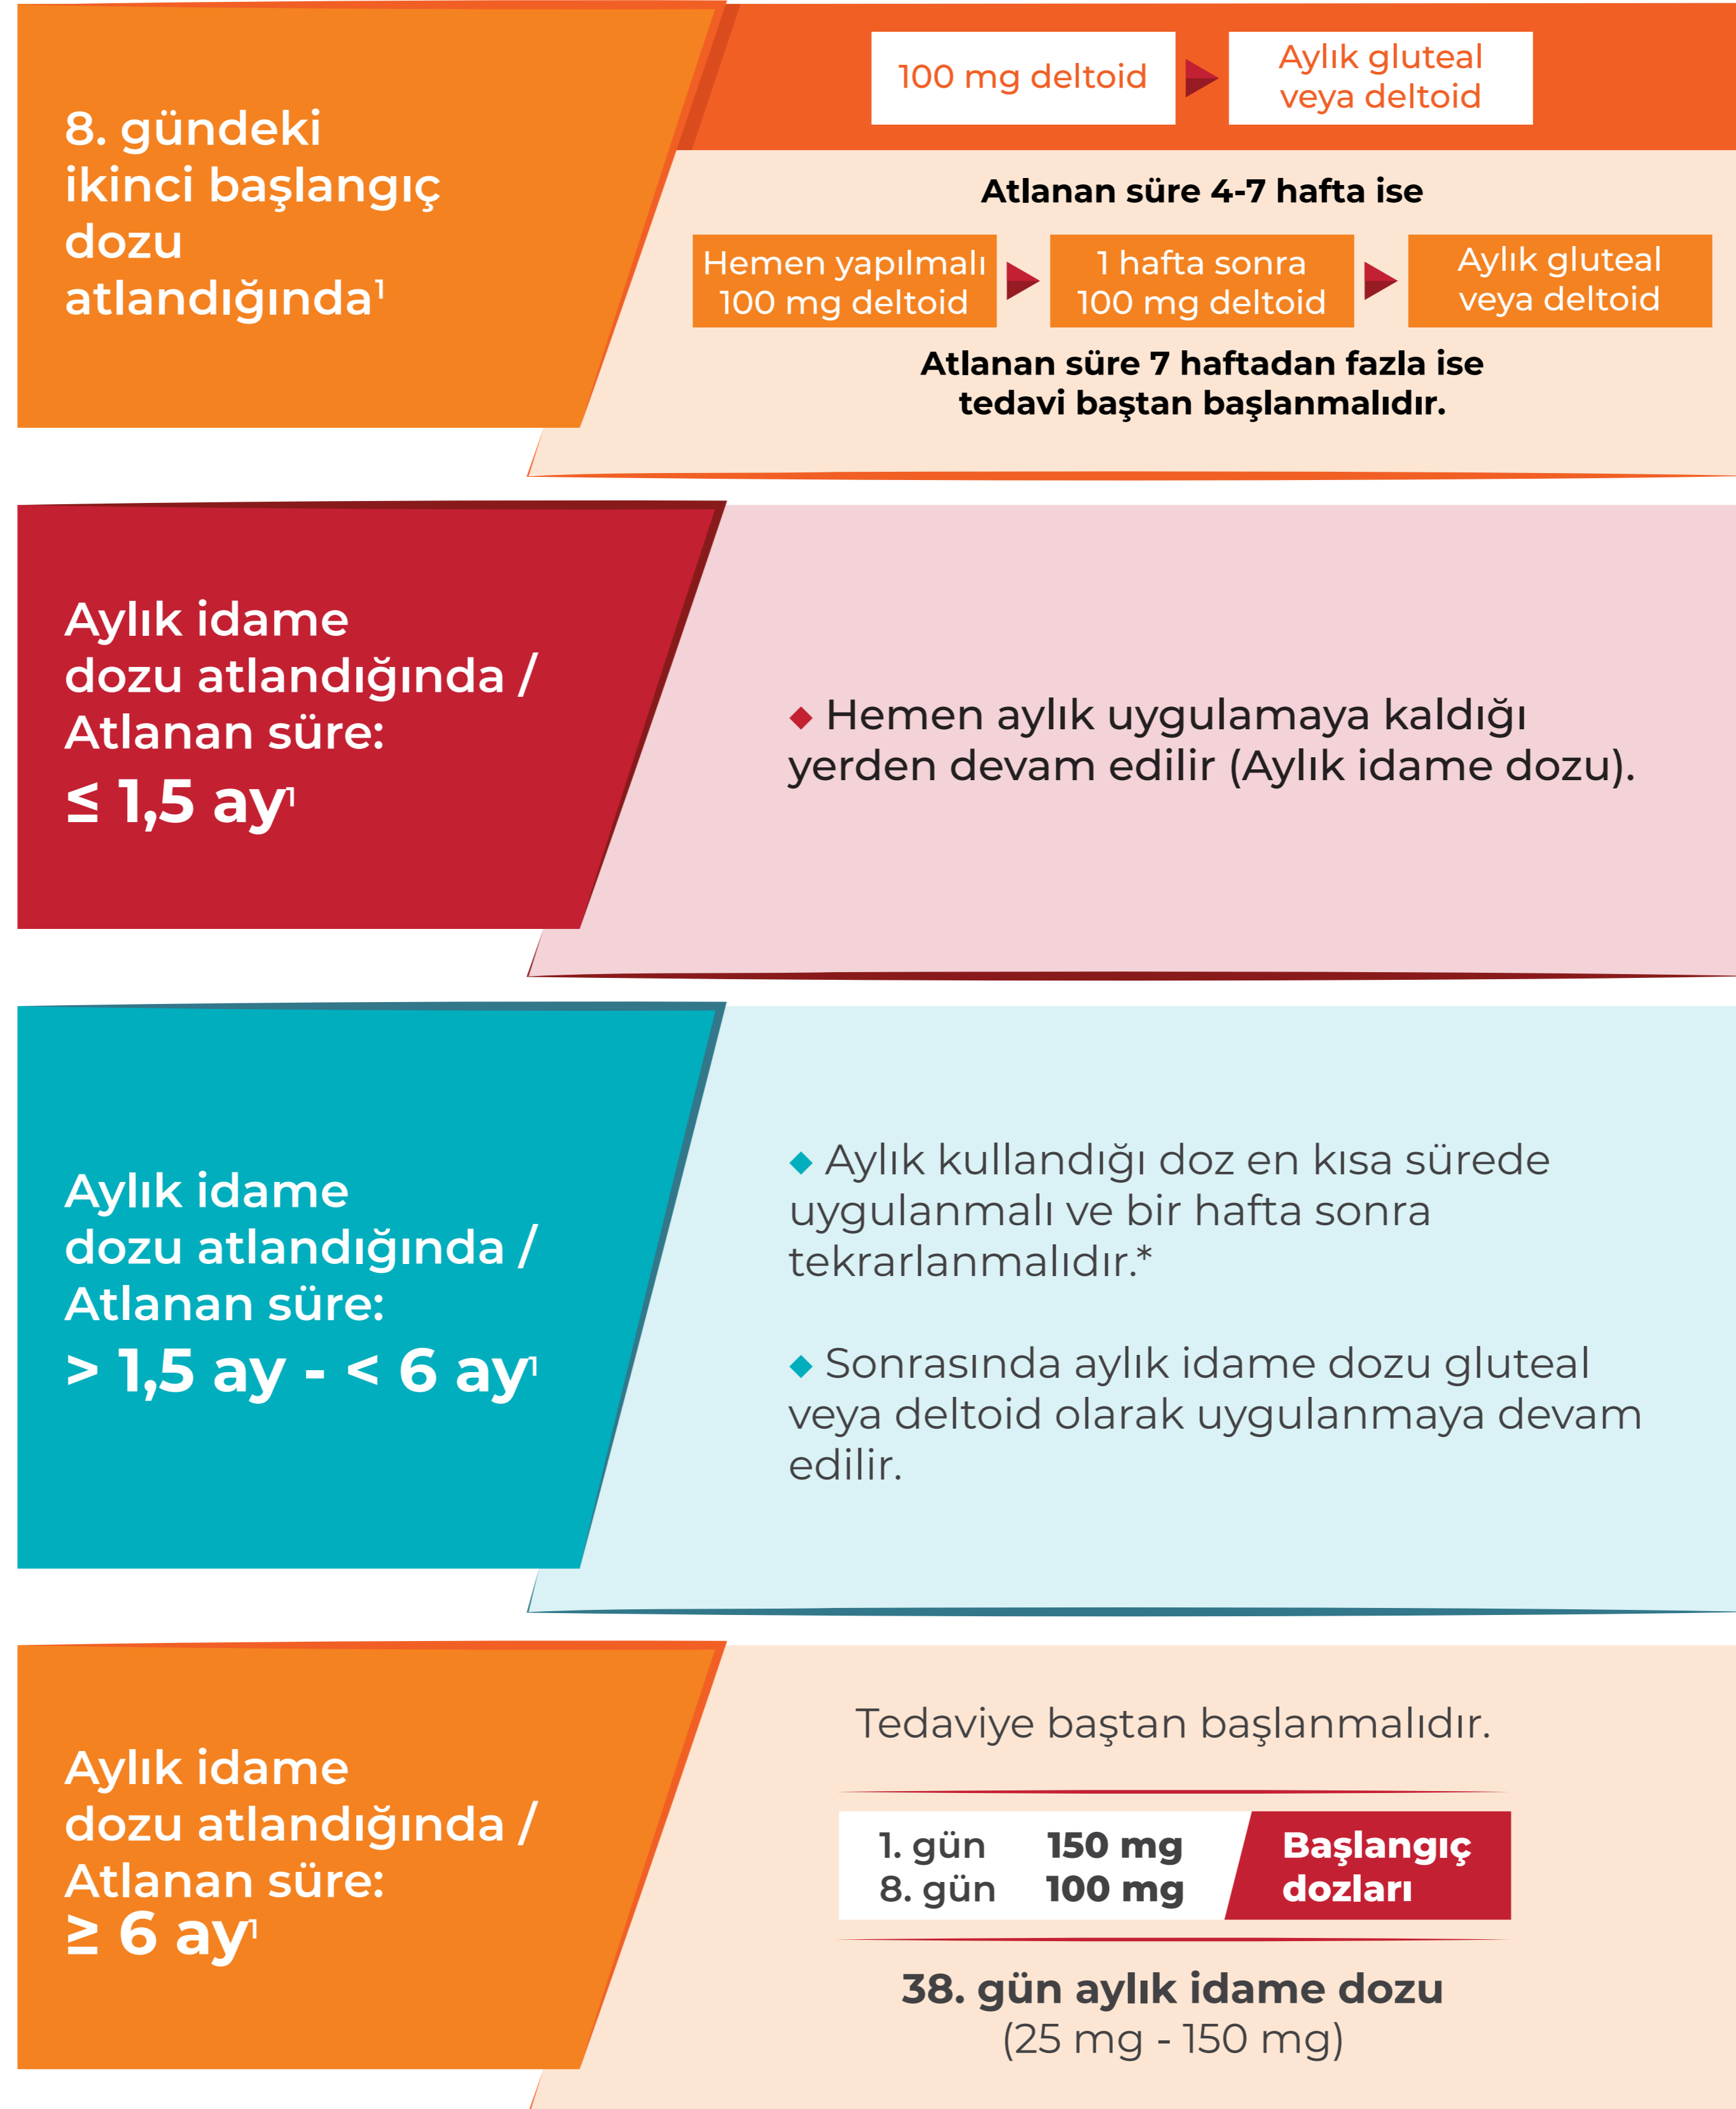 8. gündeki
ikinci başlangıç
dozu
atlandığında¹
100 mg deltoid
Aylık gluteal
veya deltoid
Atlanan süre 4-7 hafta ise
Hemen yapılmalı
100 mg deltoid
1 hafta sonra
100 mg deltoid
Aylık gluteal
veya deltoid
Atlanan süre 7 haftadan fazla ise
tedavi baştan başlanmalıdır.
Aylık idame
dozu atlandığında /
Atlanan süre:
≤ 1,5 ay¹
◆ Hemen aylık uygulamaya kaldığı
yerden devam edilir (Aylık idame dozu).
Aylık idame
dozu atlandığında /
Atlanan süre:
> 1,5 ay - < 6 ay¹
◆ Aylık kullandığı doz en kısa sürede
uygulanmalı ve bir hafta sonra
tekrarlanmalıdır.*
◆ Sonrasında aylık idame dozu gluteal
veya deltoid olarak uygulanmaya devam
edilir.
Aylık idame
dozu atlandığında /
Atlanan süre:
≥ 6 ay¹
Tedaviye baştan başlanmalıdır.
1. gün 150 mg
8. gün 100 mg
Başlangıç
dozları
38. gün aylık idame dozu
(25 mg - 150 mg)